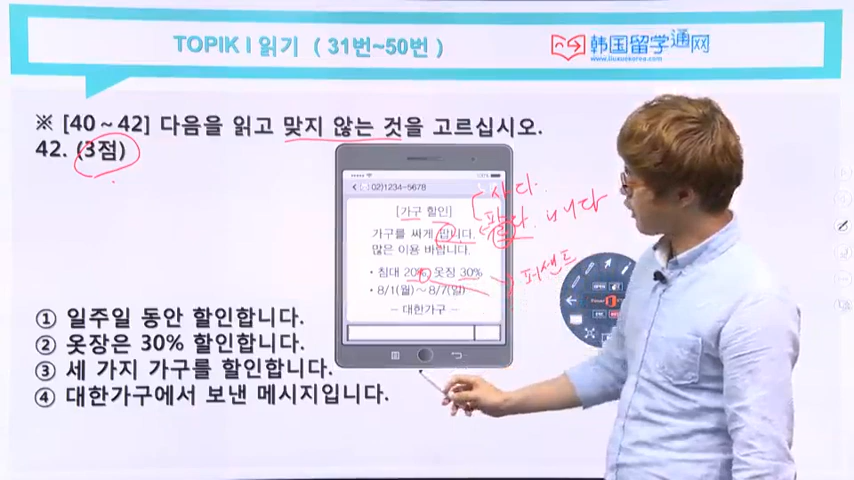 TOPIK I 읽기 ( 31번~50번 )
韩国留学通网
www.liuxuekorea.com
※ [40~42] 다음을 읽고 맞지 않는 것을 고르십시오.
42. (3점)
02)1234-5678
[가구 할인]
가구를 싸게 팝니다.
많은 이용 바랍니다.
• 침대 20%, 옷장 30%
• 8/1(월)~8/7(일)
- 대한가구 -
사다.
팔다. ㅂ니다
퍼센트
① 일주일 동안 할인합니다.
② 옷장은 30% 할인합니다.
③ 세 가지 가구를 할인합니다.
④ 대한가구에서 보낸 메시지입니다.